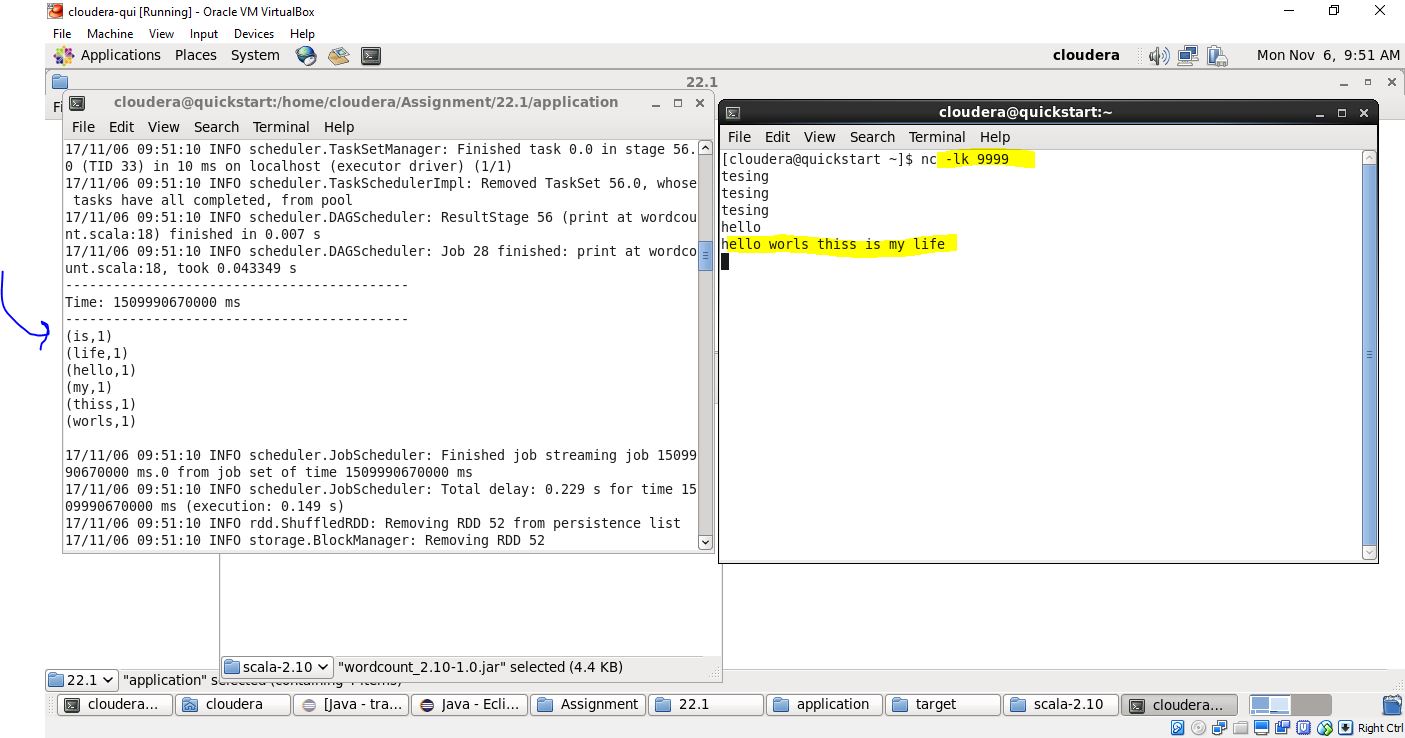 cloudera-qui [Running] - Oracle VM VirtualBox
File Machine View Input Devices Help
Applications Places System cloudera Mon Nov 6, 9:51 AM
22.1
cloudera@quickstart:/home/cloudera/Assignment/22.1/application
File Edit View Search Terminal Help
17/11/06 09:51:10 INFO scheduler.TaskSetManager: Finished task 0.0 in stage 56.
0 (TID 33) in 10 ms on localhost (executor driver) (1/1)
17/11/06 09:51:10 INFO scheduler.TaskSchedulerImpl: Removed TaskSet 56.0, whose
tasks have all completed, from pool
17/11/06 09:51:10 INFO scheduler.DAGScheduler: ResultStage 56 (print at wordcou
nt.scala:18) finished in 0.007 s
17/11/06 09:51:10 INFO scheduler.DAGScheduler: Job 28 finished: print at wordco
unt.scala:18, took 0.043349 s
-------------------------------------------
Time: 1509990670000 ms
-------------------------------------------
(is,1)
(life,1)
(hello,1)
(my,1)
(thiss,1)
(worls,1)
17/11/06 09:51:10 INFO scheduler.JobScheduler: Finished job streaming job 15099
90670000 ms.0 from job set of time 1509990670000 ms
17/11/06 09:51:10 INFO scheduler.JobScheduler: Total delay: 0.229 s for time 15
09990670000 ms (execution: 0.149 s)
17/11/06 09:51:10 INFO rdd.ShuffledRDD: Removing RDD 52 from persistence list
17/11/06 09:51:10 INFO storage.BlockManager: Removing RDD 52
cloudera@quickstart:~
File Edit View Search Terminal Help
[cloudera@quickstart ~]$ nc -lk 9999
tesing
tesing
tesing
hello
hello worls thiss is my life
scala-2.10 "wordcount_2.10-1.0.jar" selected (4.4 KB)
22.1 "application" selected (containing items)
cloudera... cloudera [Java - tra... Java - Ecli... Assignment 22.1 application target scala-2.10 cloudera...
Right Ctrl